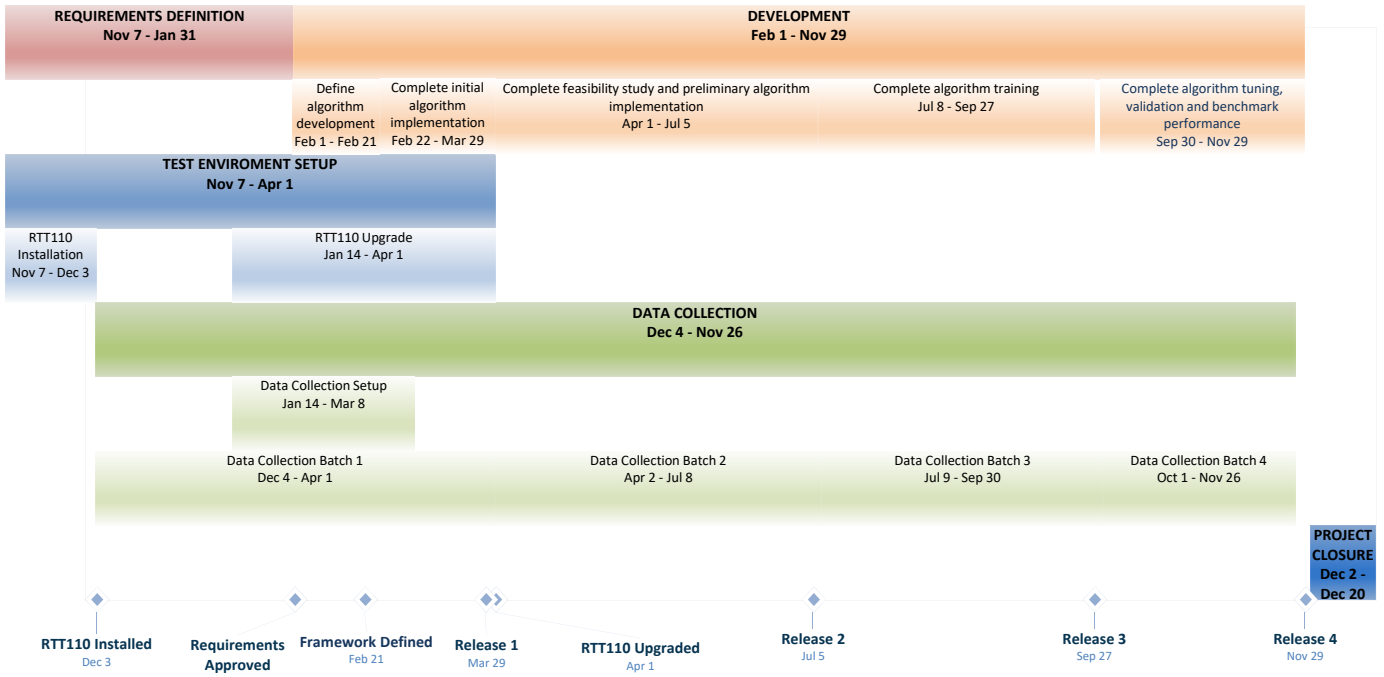 REQUIREMENTS DEFINITION
Nov 7 - Jan 31
DEVELOPMENT
Feb 1 - Nov 29
Define
algorithm
development
Feb 1 - Feb 21
Complete initial
algorithm
implementation
Feb 22 - Mar 29
Complete feasibility study and preliminary algorithm
implementation
Apr 1 - Jul 5
Complete algorithm training
Jul 8 - Sep 27
Complete algorithm tuning,
validation and benchmark
performance
Sep 30 - Nov 29
TEST ENVIROMENT SETUP
Nov 7 - Apr 1
RTT110
Installation
Nov 7 - Dec 3
RTT110 Upgrade
Jan 14 - Apr 1
DATA COLLECTION
Dec 4 - Nov 26
Data Collection Setup
Jan 14 - Mar 8
Data Collection Batch 1
Dec 4 - Apr 1
Data Collection Batch 2
Apr 2 - Jul 8
Data Collection Batch 3
Jul 9 - Sep 30
Data Collection Batch 4
Oct 1 - Nov 26
PROJECT
CLOSURE
Dec 2 -
Dec 20
RTT110 Installed
Dec 3
Requirements
Approved
Framework Defined
Feb 21
Release 1
Mar 29
RTT110 Upgraded
Apr 1
Release 2
Jul 5
Release 3
Sep 27
Release 4
Nov 29